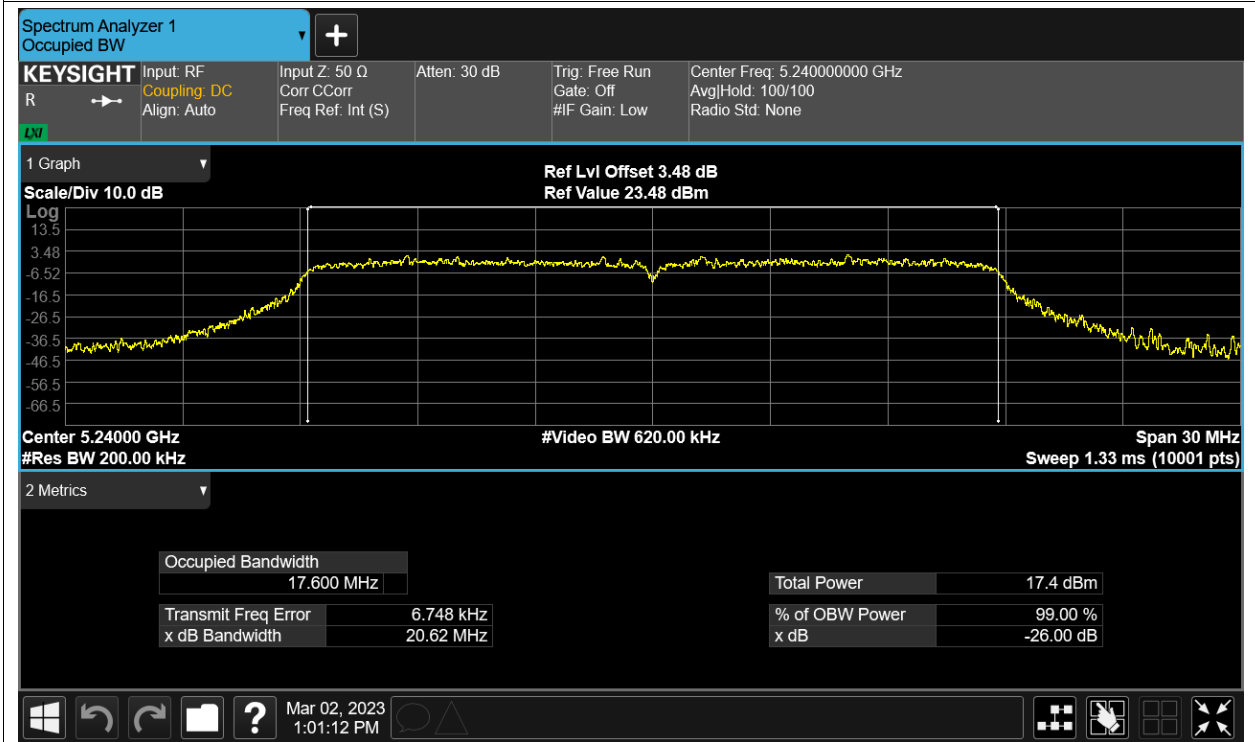 Spectrum Analyzer 1
Occupied BW
KEYSIGHT
R
LXI
Input: RF
Coupling: DC
Align: Auto
Input Z: 50 Ω
Corr CCorr
Freq Ref: Int (S)
Atten: 30 dB
Trig: Free Run
Gate: Off
#IF Gain: Low
Center Freq: 5.240000000 GHz
Avg|Hold: 100/100
Radio Std: None
1 Graph
Scale/Div 10.0 dB
Ref Lvl Offset 3.48 dB
Ref Value 23.48 dBm
Log
13.5
3.48
-6.52
-16.5
-26.5
-36.5
-46.5
-56.5
-66.5
Center 5.24000 GHz
#Res BW 200.00 kHz
#Video BW 620.00 kHz
Span 30 MHz
Sweep 1.33 ms (10001 pts)
2 Metrics
Occupied Bandwidth
17.600 MHz
Transmit Freq Error 6.748 kHz
x dB Bandwidth 20.62 MHz
Total Power 17.4 dBm
% of OBW Power 99.00 %
x dB -26.00 dB
?
Mar 02, 2023
1:01:12 PM